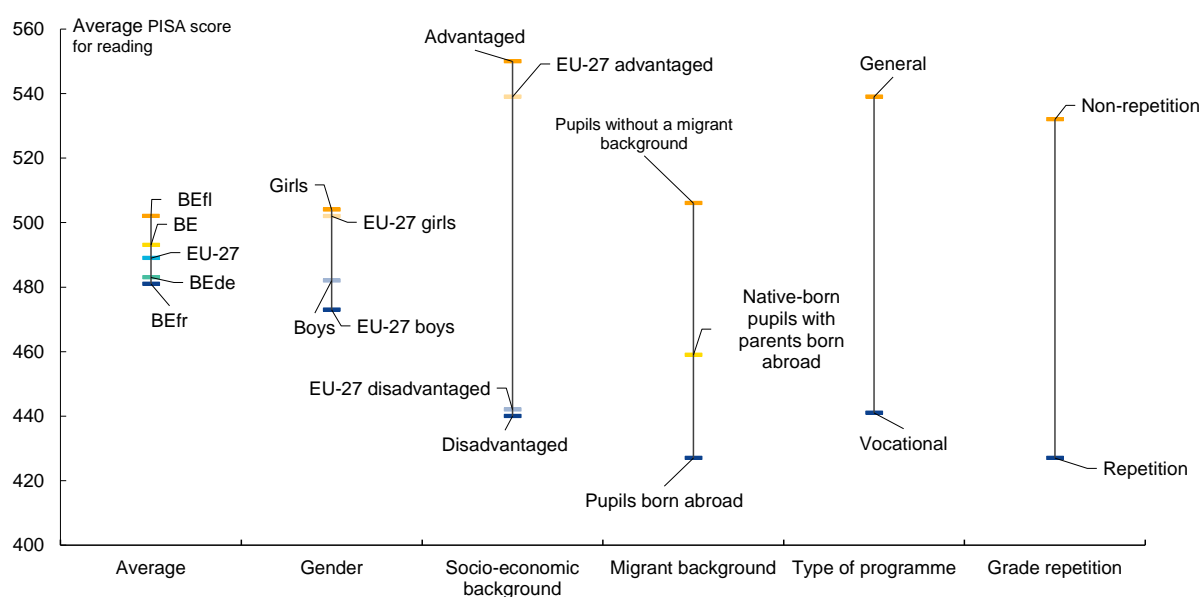 560
540
520
500
480
460
440
420
400
Average PISA score
for reading
BEfl
BE
EU-27
BEde
BEfr
Girls
EU-27 girls
Boys
EU-27 boys
Advantaged
EU-27 advantaged
EU-27 disadvantaged
Disadvantaged
Pupils without a migrant
background
Native-born
pupils with
parents born
abroad
Pupils born abroad
General
Vocational
Non-repetition
Repetition
Average
Gender
Socio-economic
background
Migrant background
Type of programme
Grade repetition